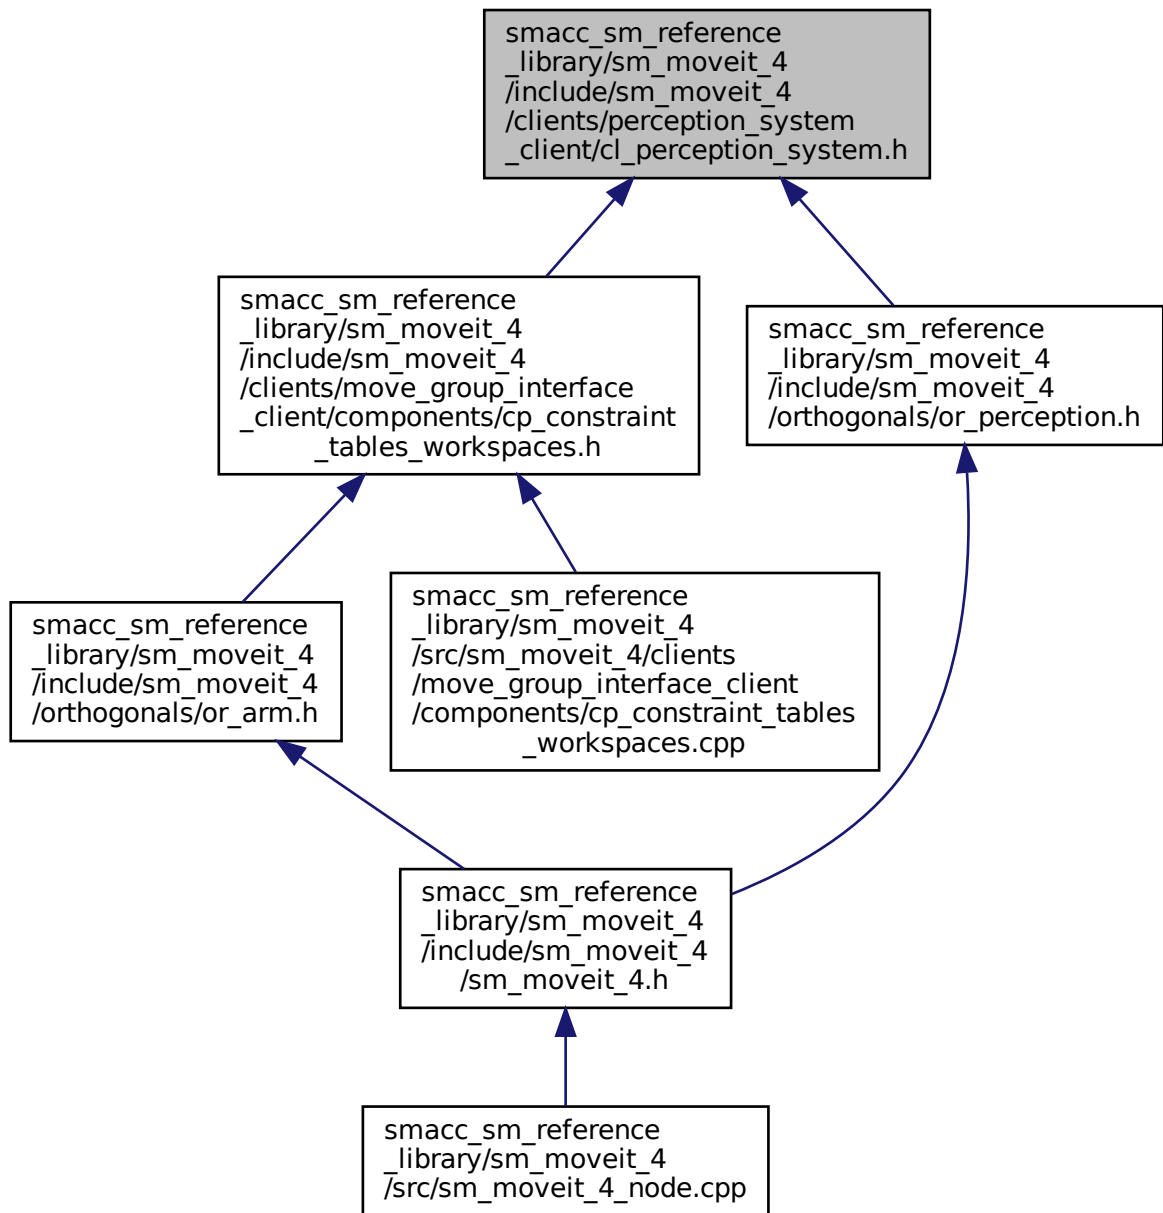 smacc_sm_reference
_library/sm_moveit_4
/include/sm_moveit_4
/clients/perception_system
_client/cl_perception_system.h
smacc_sm_reference
_library/sm_moveit_4
/include/sm_moveit_4
/clients/move_group_interface
_client/components/cp_constraint
_tables_workspaces.h
smacc_sm_reference
_library/sm_moveit_4
/include/sm_moveit_4
/orthogonals/or_perception.h
smacc_sm_reference
_library/sm_moveit_4
/include/sm_moveit_4
/orthogonals/or_arm.h
smacc_sm_reference
_library/sm_moveit_4
/src/sm_moveit_4/clients
/move_group_interface_client
/components/cp_constraint_tables
_workspaces.cpp
smacc_sm_reference
_library/sm_moveit_4
/include/sm_moveit_4
/sm_moveit_4.h
smacc_sm_reference
_library/sm_moveit_4
/src/sm_moveit_4_node.cpp